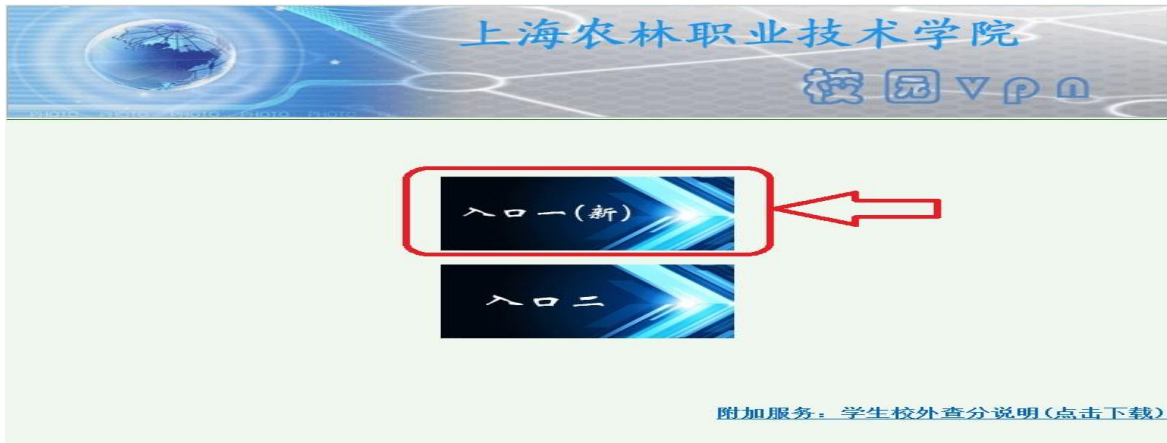 上海农林职业技术学院
校园vpn
入口一(新)
入口二
附加服务：学生校外查分说明(点击下载)